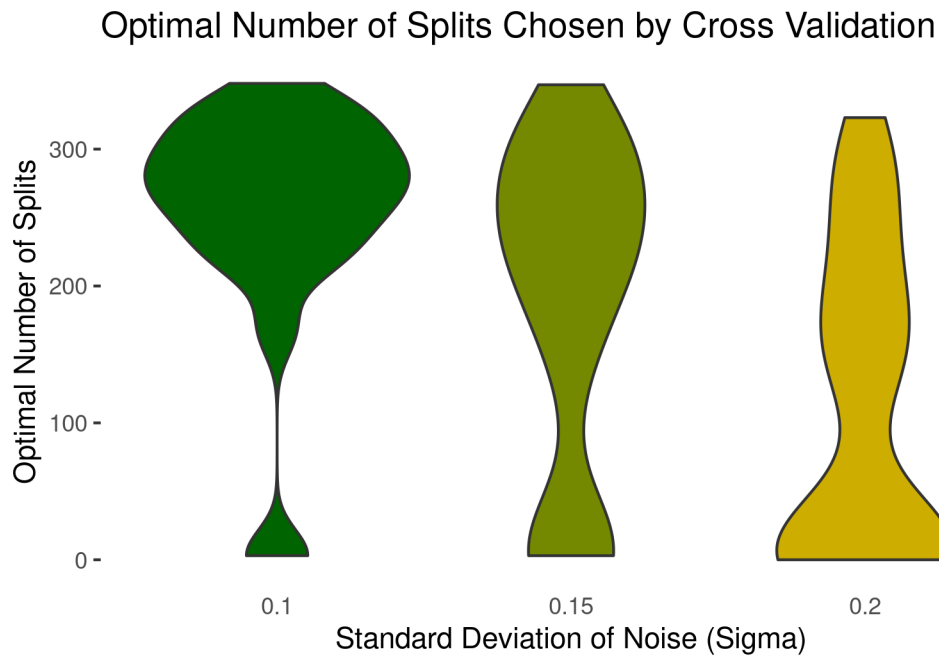 Optimal Number of Splits Chosen by Cross Validation
Optimal Number of Splits
300
200
100
0
0.1
0.15
0.2
Standard Deviation of Noise (Sigma)